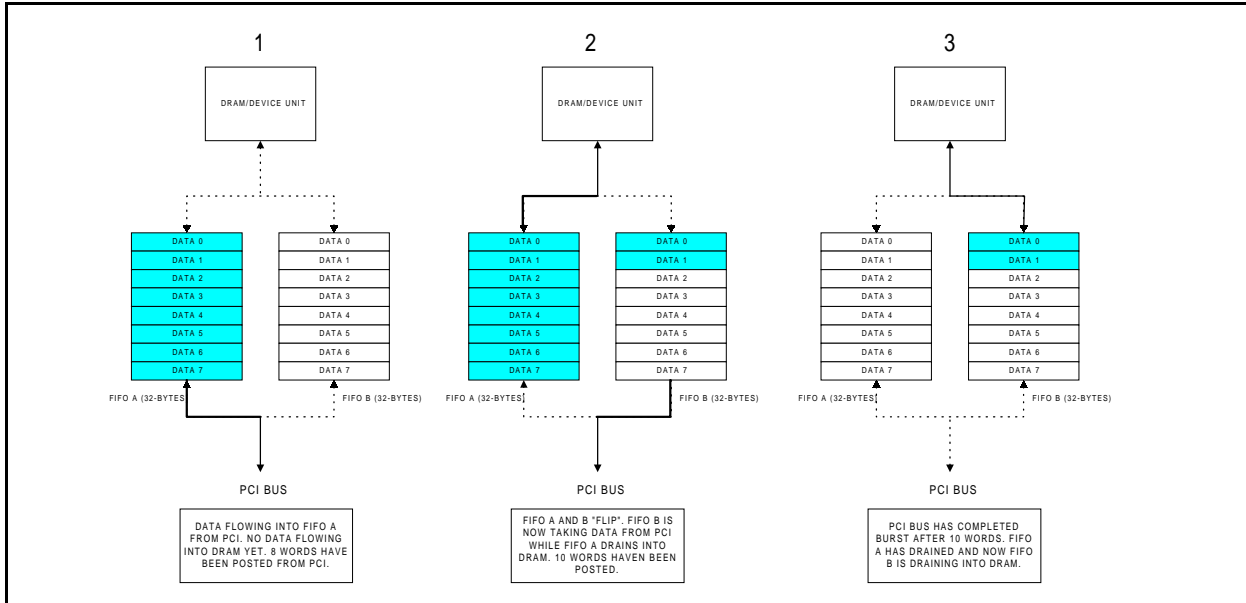 1
DRAM/DEVICE UNIT
DATA 0
DATA 1
DATA 2
DATA 3
DATA 4
DATA 5
DATA 6
DATA 7
DATA 0
DATA 1
DATA 2
DATA 3
DATA 4
DATA 5
DATA 6
DATA 7
FIFO A (32-BYTES)
FIFO B (32-BYTES)
PCI BUS
DATA FLOWING INTO FIFO A
FROM PCI. NO DATA FLOWING
INTO DRAM YET. 8 WORDS HAVE
BEEN POSTED FROM PCI.
2
DRAM/DEVICE UNIT
DATA 0
DATA 1
DATA 2
DATA 3
DATA 4
DATA 5
DATA 6
DATA 7
DATA 0
DATA 1
DATA 2
DATA 3
DATA 4
DATA 5
DATA 6
DATA 7
FIFO A (32-BYTES)
FIFO B (32-BYTES)
PCI BUS
FIFO A AND B "FLIP". FIFO B IS
NOW TAKING DATA FROM PCI
WHILE FIFO A DRAINS INTO
DRAM. 10 WORDS HAVEN BEEN
POSTED.
3
DRAM/DEVICE UNIT
DATA 0
DATA 1
DATA 2
DATA 3
DATA 4
DATA 5
DATA 6
DATA 7
DATA 0
DATA 1
DATA 2
DATA 3
DATA 4
DATA 5
DATA 6
DATA 7
FIFO A (32-BYTES)
FIFO B (32-BYTES)
PCI BUS
PCI BUS HAS COMPLETED
BURST AFTER 10 WORDS. FIFO
A HAS DRAINED AND NOW FIFO
B IS DRAINING INTO DRAM.